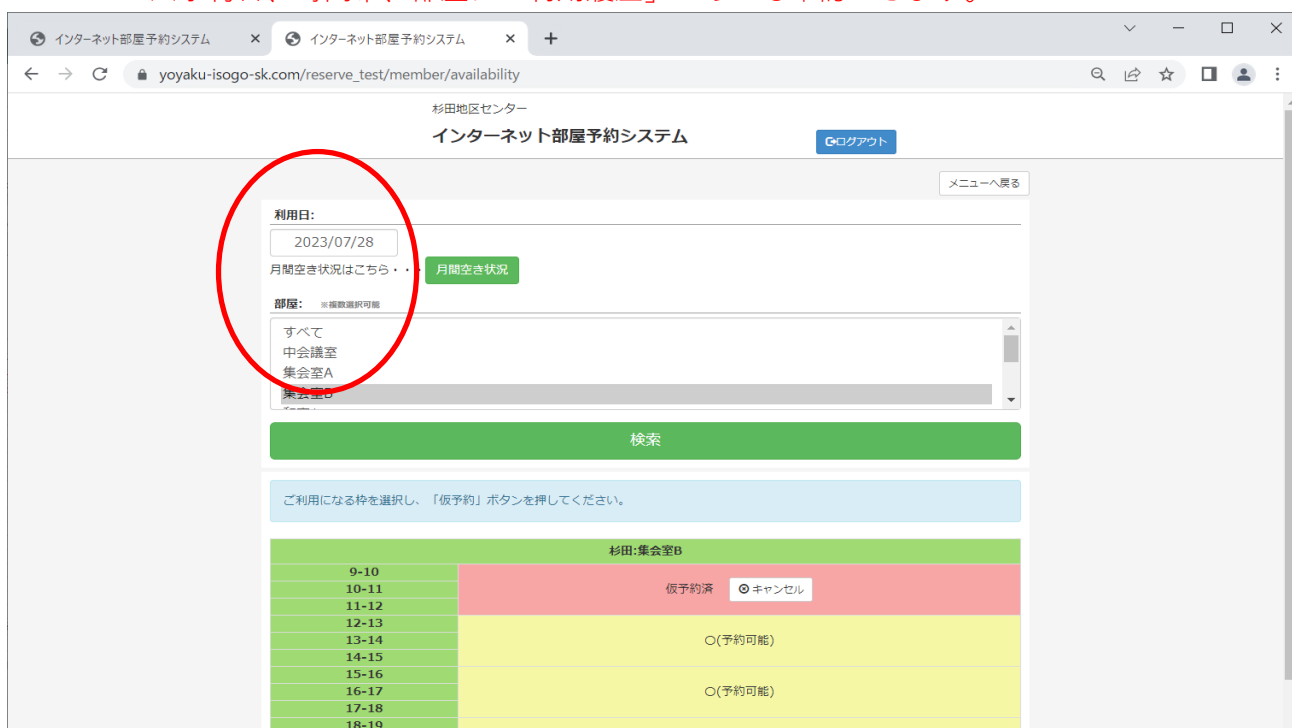 インターネット部屋予約システム
インターネット部屋予約システム
yoyaku-isogo-sk.com/reserve_test/member/availability
杉田地区センター
インターネット部屋予約システム
ログアウト
メニューへ戻る
利用日:
2023/07/28
月間空き状況はこちら・・・ 月間空き状況
部屋: ※複数選択可能
すべて
中会議室
集会室A
集会室B
検索
ご利用になる枠を選択し、「仮予約」ボタンを押してください。
杉田:集会室B
9-10
10-11 仮予約済 キャンセル
11-12
12-13
13-14 〇(予約可能)
14-15
15-16
16-17 〇(予約可能)
17-18
18-19